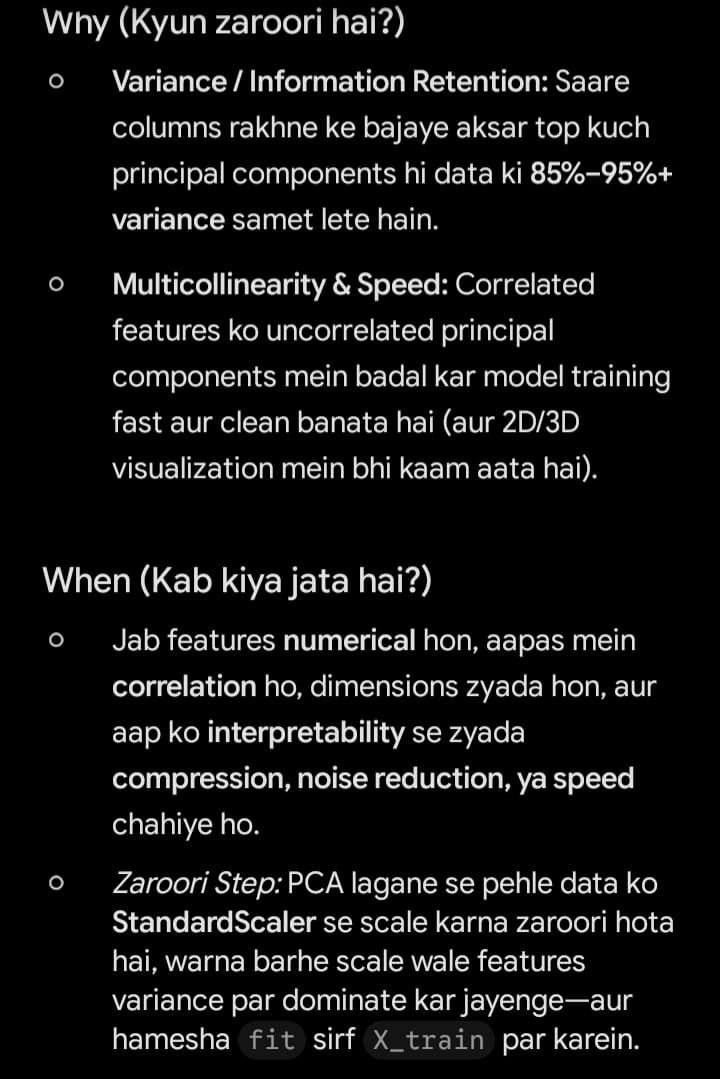 Why (Kyun zaroori hai?)
Variance / Information Retention: Saare
columns rakhne ke bajaye aksar top kuch
principal components hi data ki 85%–95%+
variance samet lete hain.
Multicollinearity & Speed: Correlated
features ko uncorrelated principal
components mein badal kar model training
fast aur clean banata hai (aur 2D/3D
visualization mein bhi kaam aata hai).
When (Kab kiya jata hai?)
Jab features numerical hon, aapas mein
correlation ho, dimensions zyada hon, aur
aap ko interpretability se zyada
compression, noise reduction, ya speed
chahiye ho.
Zaroori Step: PCA lagane se pehle data ko
StandardScaler se scale karna zaroori hota
hai, warna barhe scale wale features
variance par dominate kar jayenge—aur
hamesha fit sirf X_train par karein.